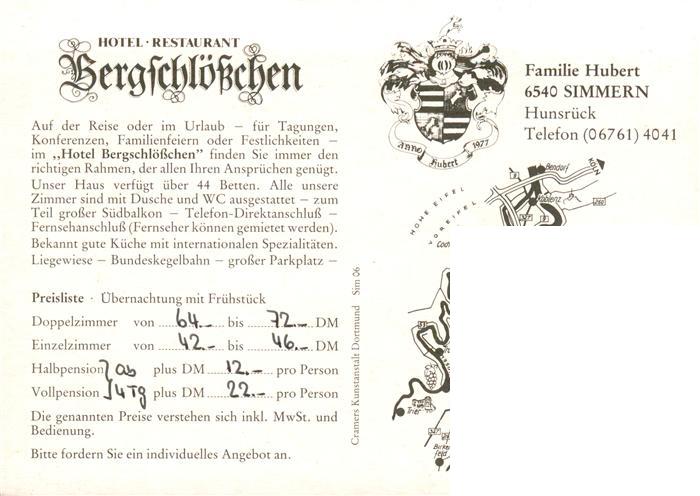 HOTEL · RESTAURANT
Bergschlößchen
Auf der Reise oder im Urlaub – für Tagungen,
Konferenzen, Familienfeiern oder Festlichkeiten –
im „Hotel Bergschlößchen" finden Sie immer den
richtigen Rahmen, der allen Ihren Ansprüchen genügt.
Unser Haus verfügt über 44 Betten. Alle unsere
Zimmer sind mit Dusche und WC ausgestattet – zum
Teil großer Südbalkon – Telefon-Direktanschluß –
Fernsehanschluß (Fernseher können gemietet werden).
Bekannt gute Küche mit internationalen Spezialitäten.
Liegewiese – Bundeskegelbahn – großer Parkplatz –
Preisliste · Übernachtung mit Frühstück
Doppelzimmer von 64.- bis 72.- DM
Einzelzimmer von 42.- bis 46.- DM
Halbpension } ab plus DM 12.- pro Person
Vollpension } 4 Tg plus DM 22.- pro Person
Die genannten Preise verstehen sich inkl. MwSt. und
Bedienung.
Bitte fordern Sie ein individuelles Angebot an.
Cramers Kunstanstalt Dortmund Sim 06
anno Hubert 1977
Familie Hubert
6540 SIMMERN
Hunsrück
Telefon (06761) 4041
KÖLN
Bendorf
Koblenz
HOHE EIFEL
VOREIFEL
Trier